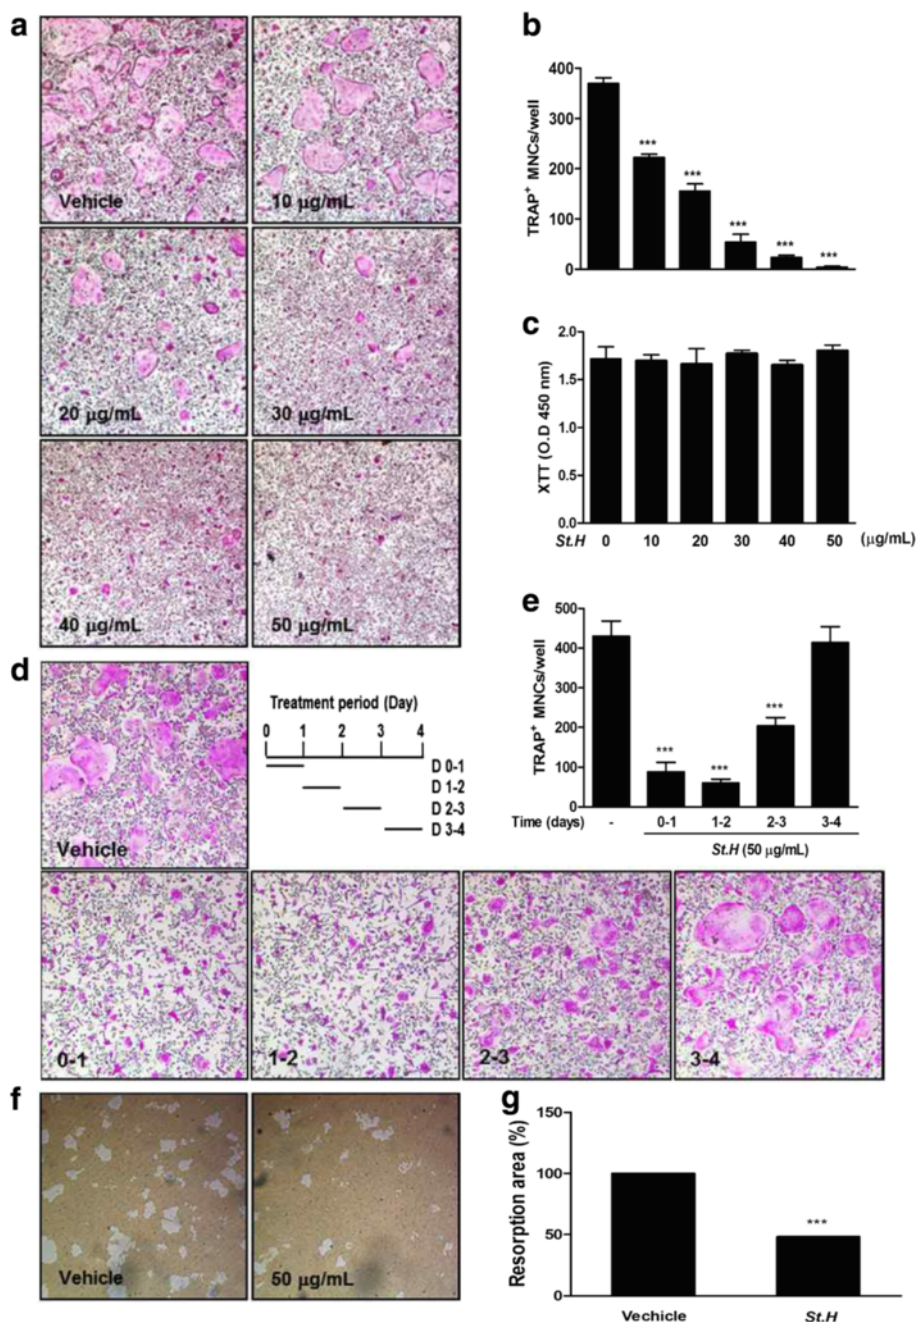 a
Vehicle
10 µg/mL
20 µg/mL
30 µg/mL
40 µg/mL
50 µg/mL
b
TRAP+ MNCs/well
400
300
200
100
0
***
***
***
***
***
c
XTT (O.D 450 nm)
2.0
1.5
1.0
0.5
0.0
St.H 0 10 20 30 40 50 (µg/mL)
d
Vehicle
Treatment period (Day)
0 1 2 3 4
D 0-1
D 1-2
D 2-3
D 3-4
0-1
1-2
2-3
3-4
e
TRAP+ MNCs/well
500
400
300
200
100
0
***
***
***
Time (days) - 0-1 1-2 2-3 3-4
St.H (50 µg/mL)
f
Vehicle
50 µg/mL
g
Resorption area (%)
150
100
50
0
***
Vechicle St.H